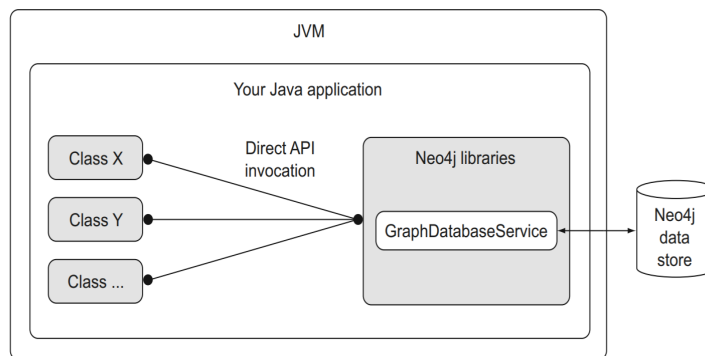 JVM
Your Java application
Class X
Direct API
invocation
Neo4j libraries
Class Y
GraphDatabaseService
Neo4j
data
store
Class ...